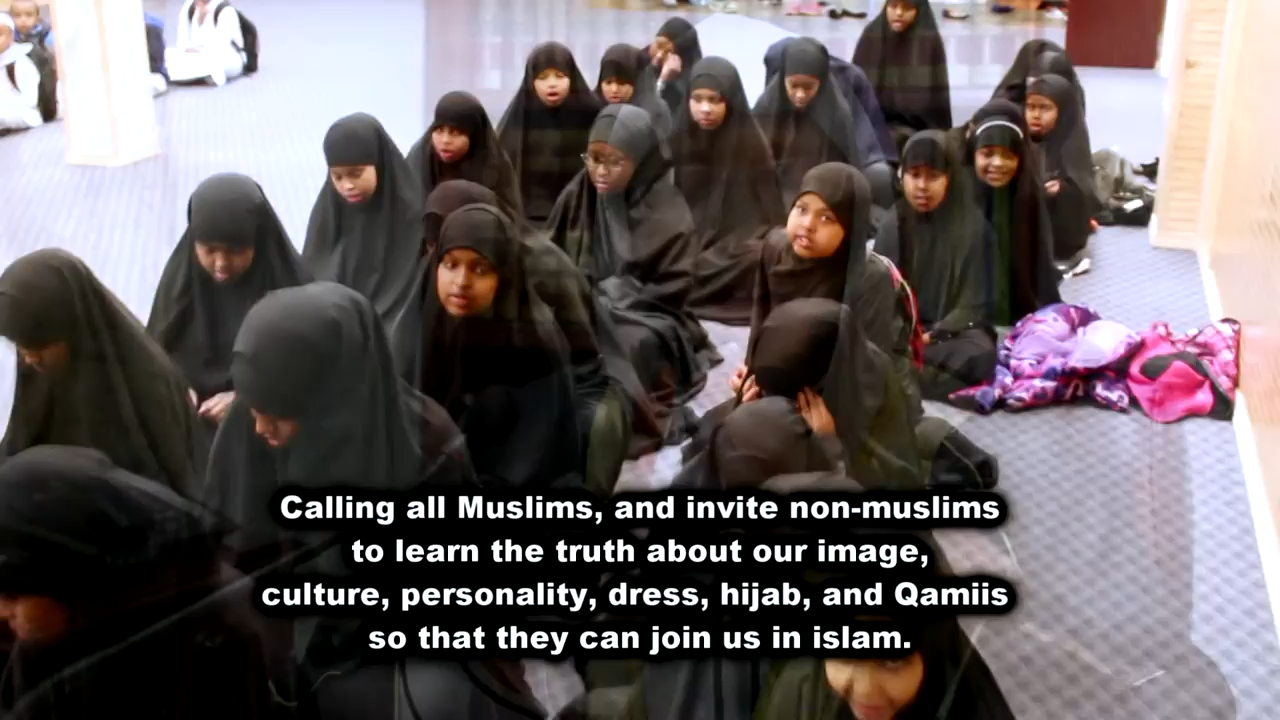 Calling all Muslims, and invite non-muslims
to learn the truth about our image,
culture, personality, dress, hijab, and Qamiis
so that they can join us in islam.